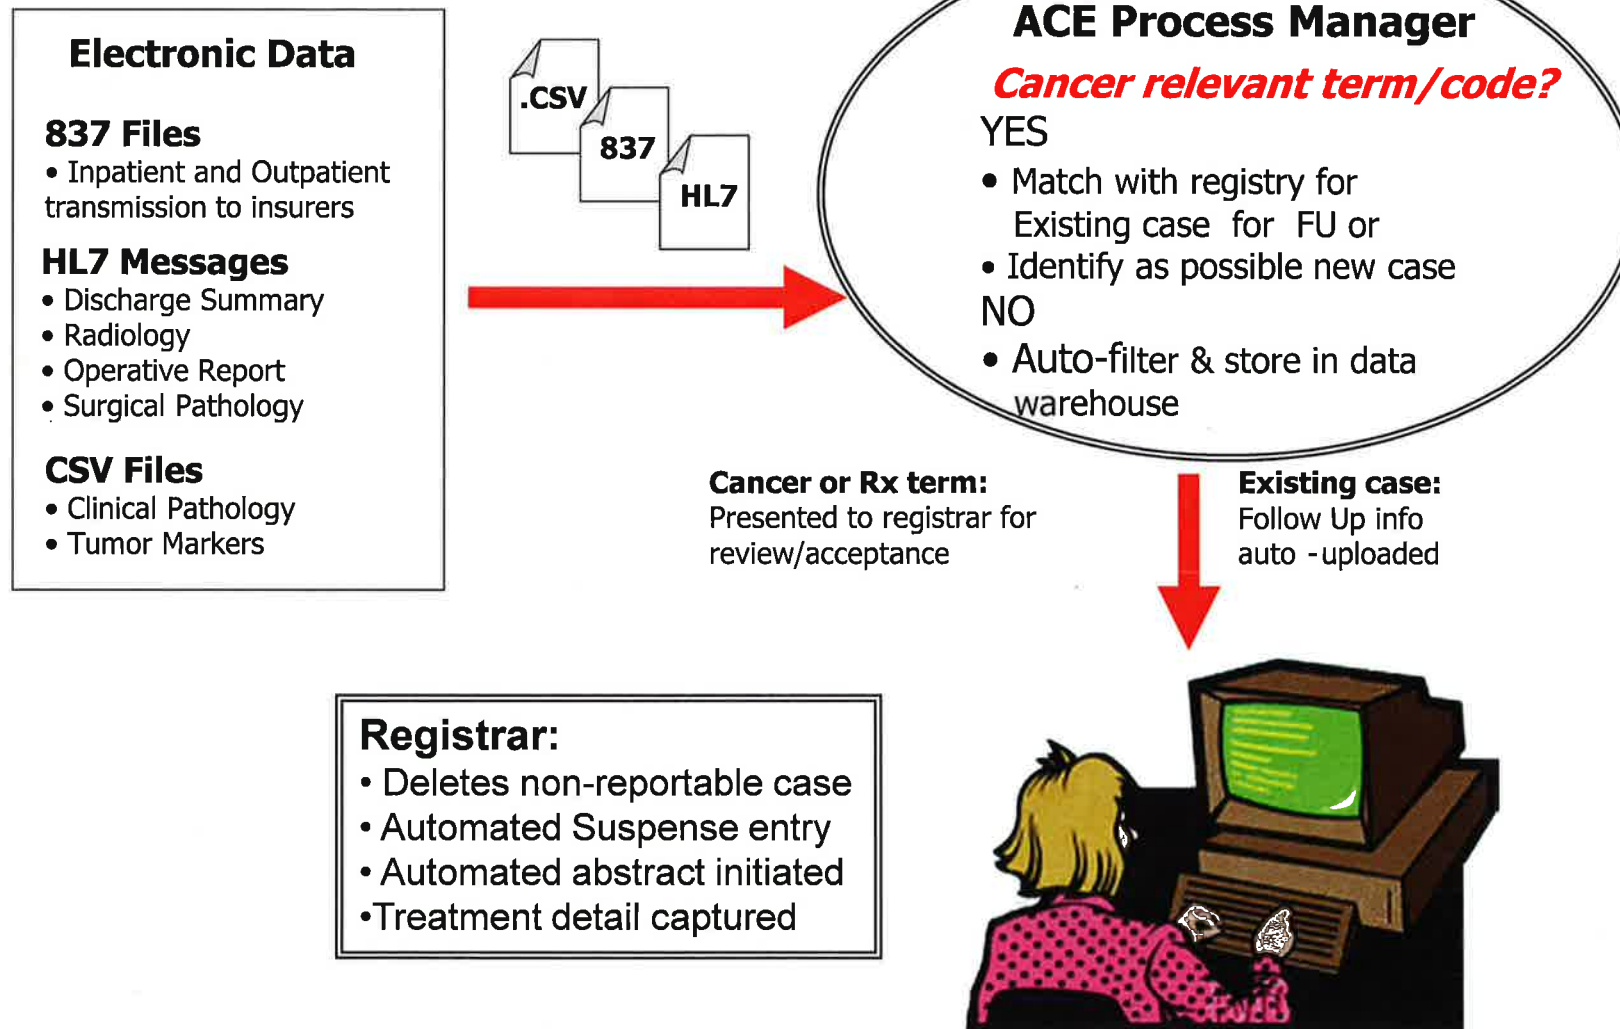 Electronic Data
837 Files
• Inpatient and Outpatient
transmission to insurers
HL7 Messages
• Discharge Summary
• Radiology
• Operative Report
• Surgical Pathology
CSV Files
• Clinical Pathology
• Tumor Markers
.CSV
837
HL7
ACE Process Manager
Cancer relevant term/code?
YES
• Match with registry for
Existing case for FU or
• Identify as possible new case
NO
• Auto-filter & store in data
warehouse
Cancer or Rx term:
Presented to registrar for
review/acceptance
Existing case:
Follow Up info
auto -uploaded
Registrar:
• Deletes non-reportable case
• Automated Suspense entry
• Automated abstract initiated
•Treatment detail captured